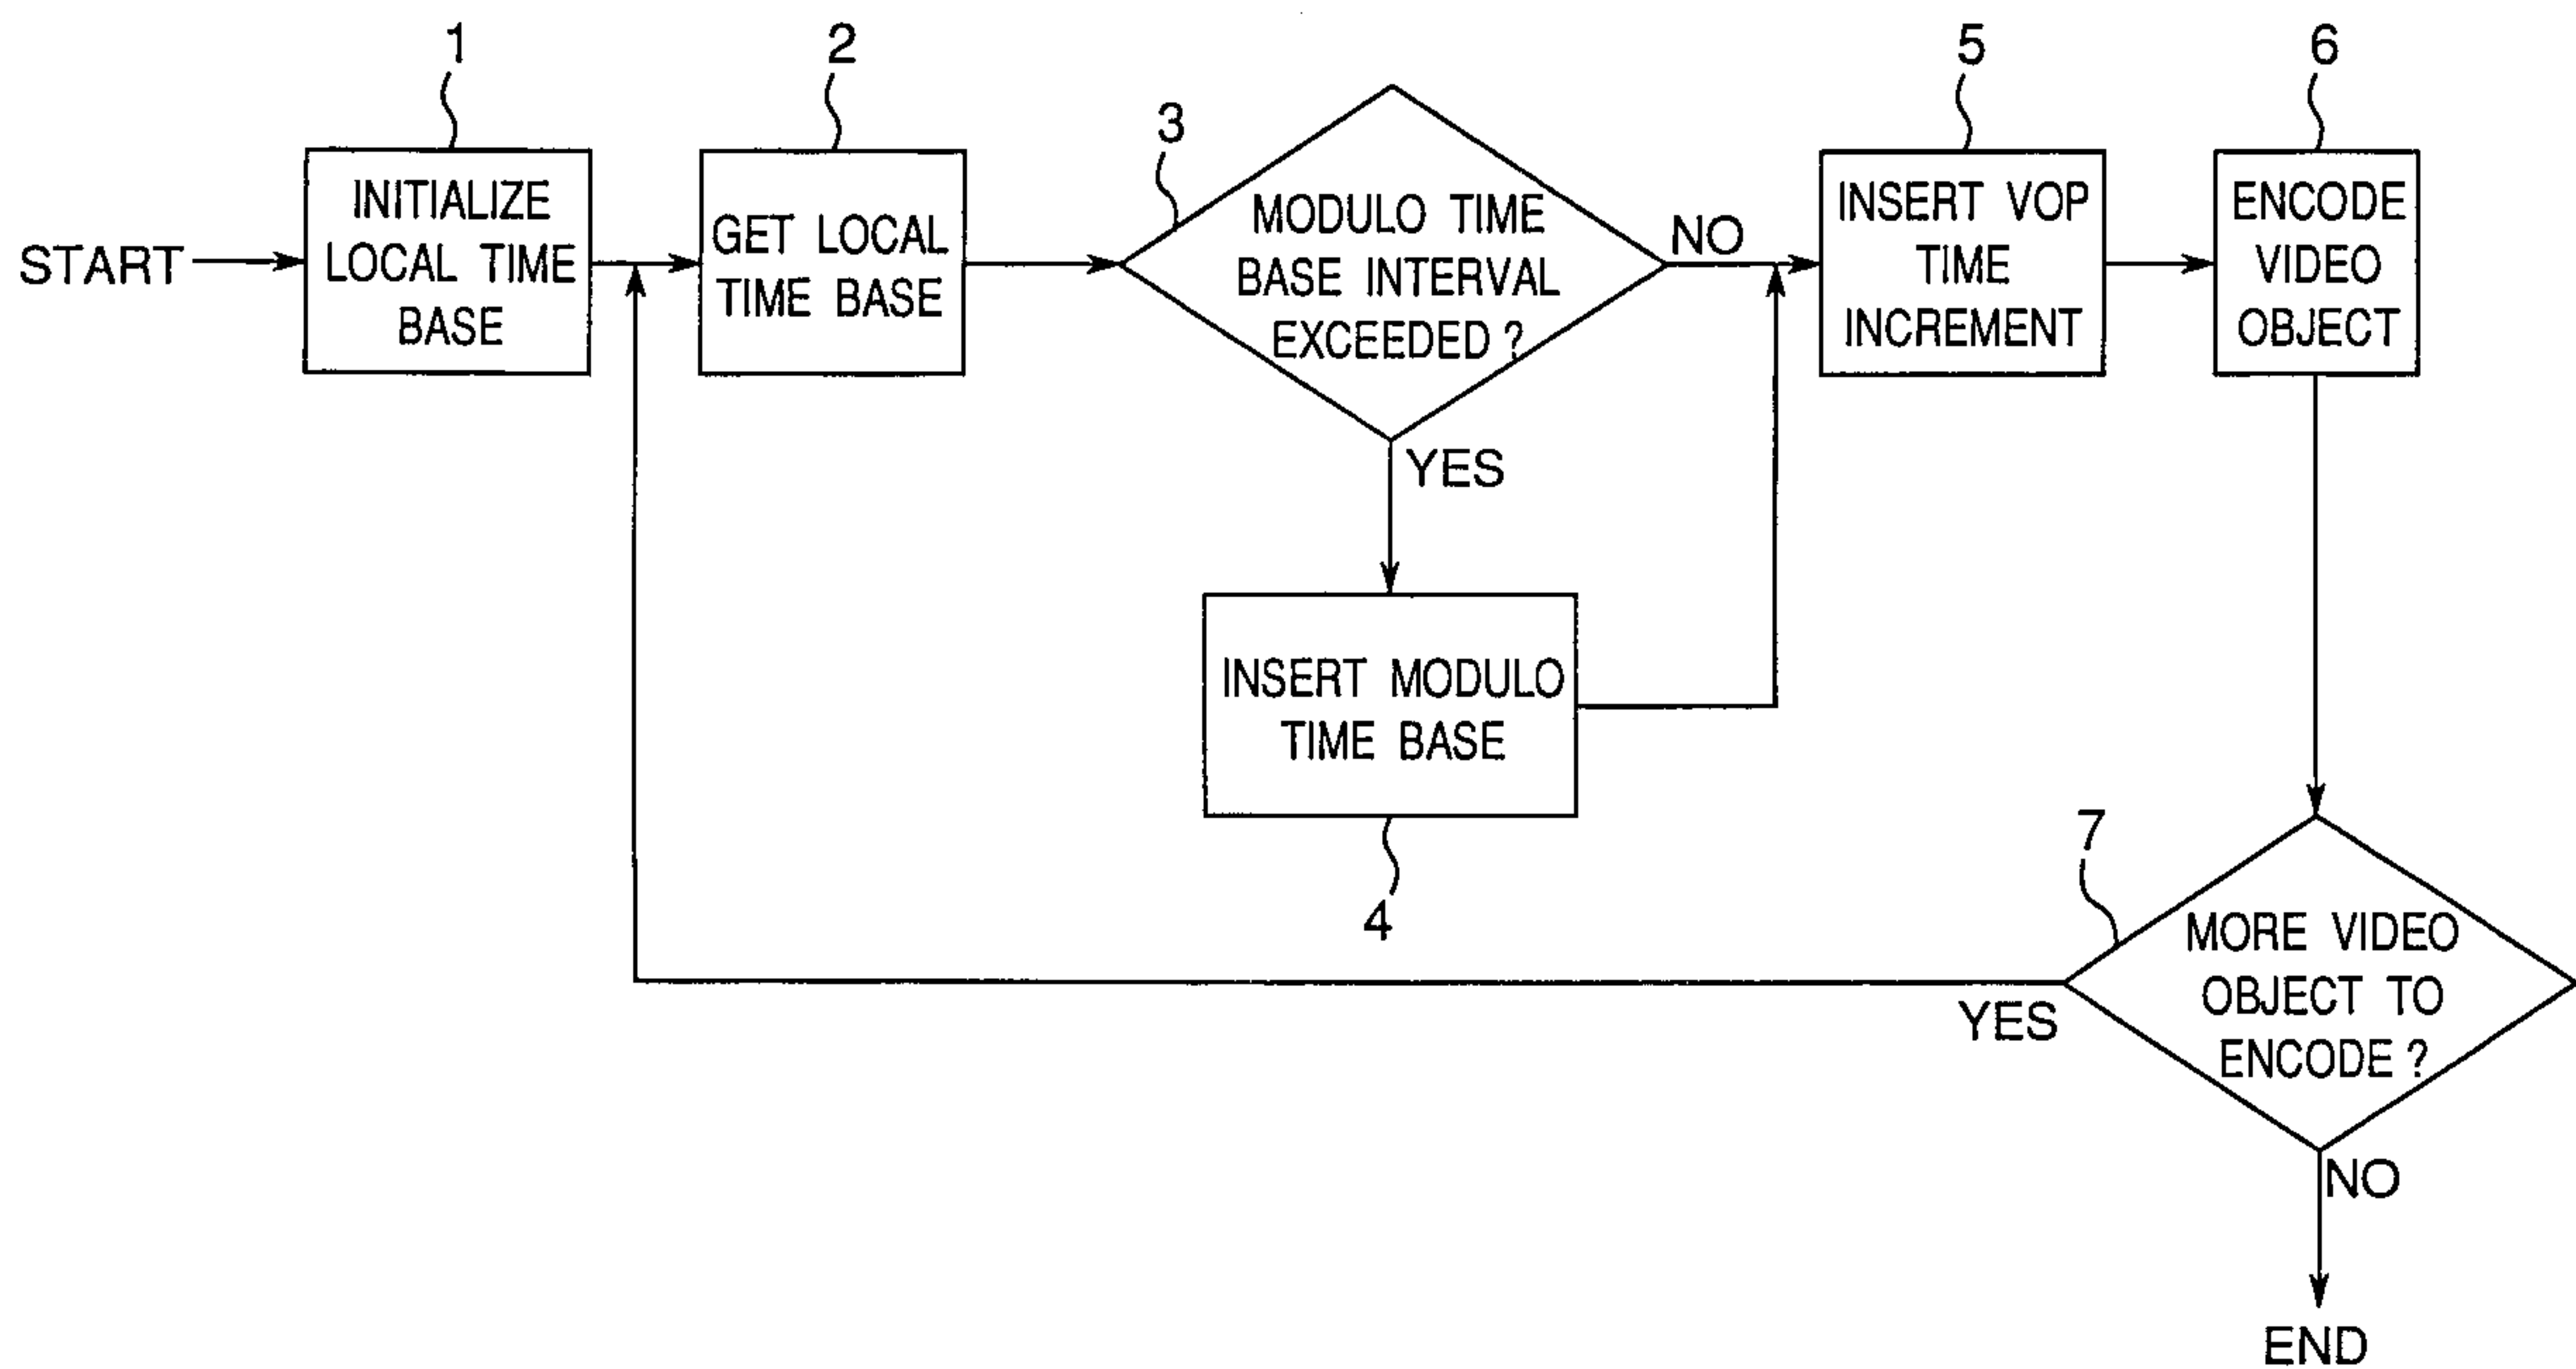 START
1
INITIALIZE
LOCAL TIME
BASE
2
GET LOCAL
TIME BASE
3
MODULO TIME
BASE INTERVAL
EXCEEDED ?
NO
YES
INSERT MODULO
TIME BASE
4
5
INSERT VOP
TIME
INCREMENT
6
ENCODE
VIDEO
OBJECT
7
MORE VIDEO
OBJECT TO
ENCODE ?
YES
NO
END